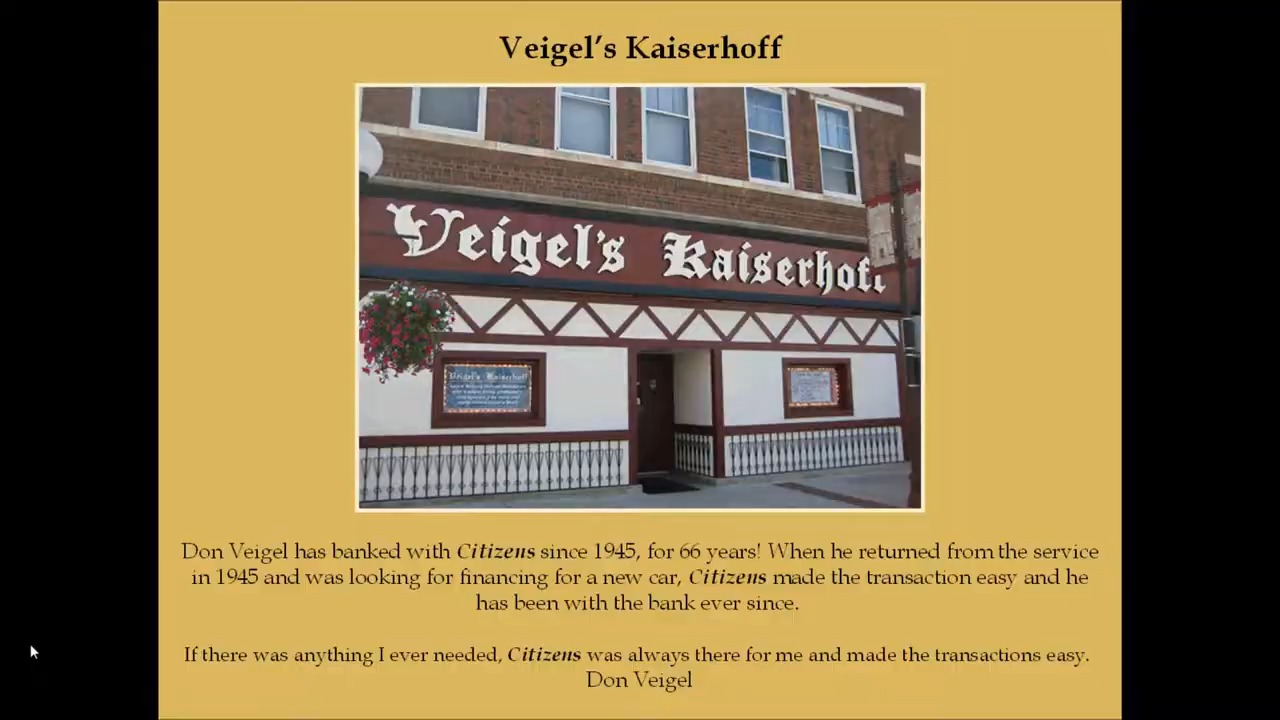 Veigel's Kaiserhoff
Veigel's Kaiserhoff
Veigel's Kaiserhoff
Don Veigel has banked with Citizens since 1945, for 66 years! When he returned from the service
in 1945 and was looking for financing for a new car, Citizens made the transaction easy and he
has been with the bank ever since.
If there was anything I ever needed, Citizens was always there for me and made the transactions easy.
Don Veigel